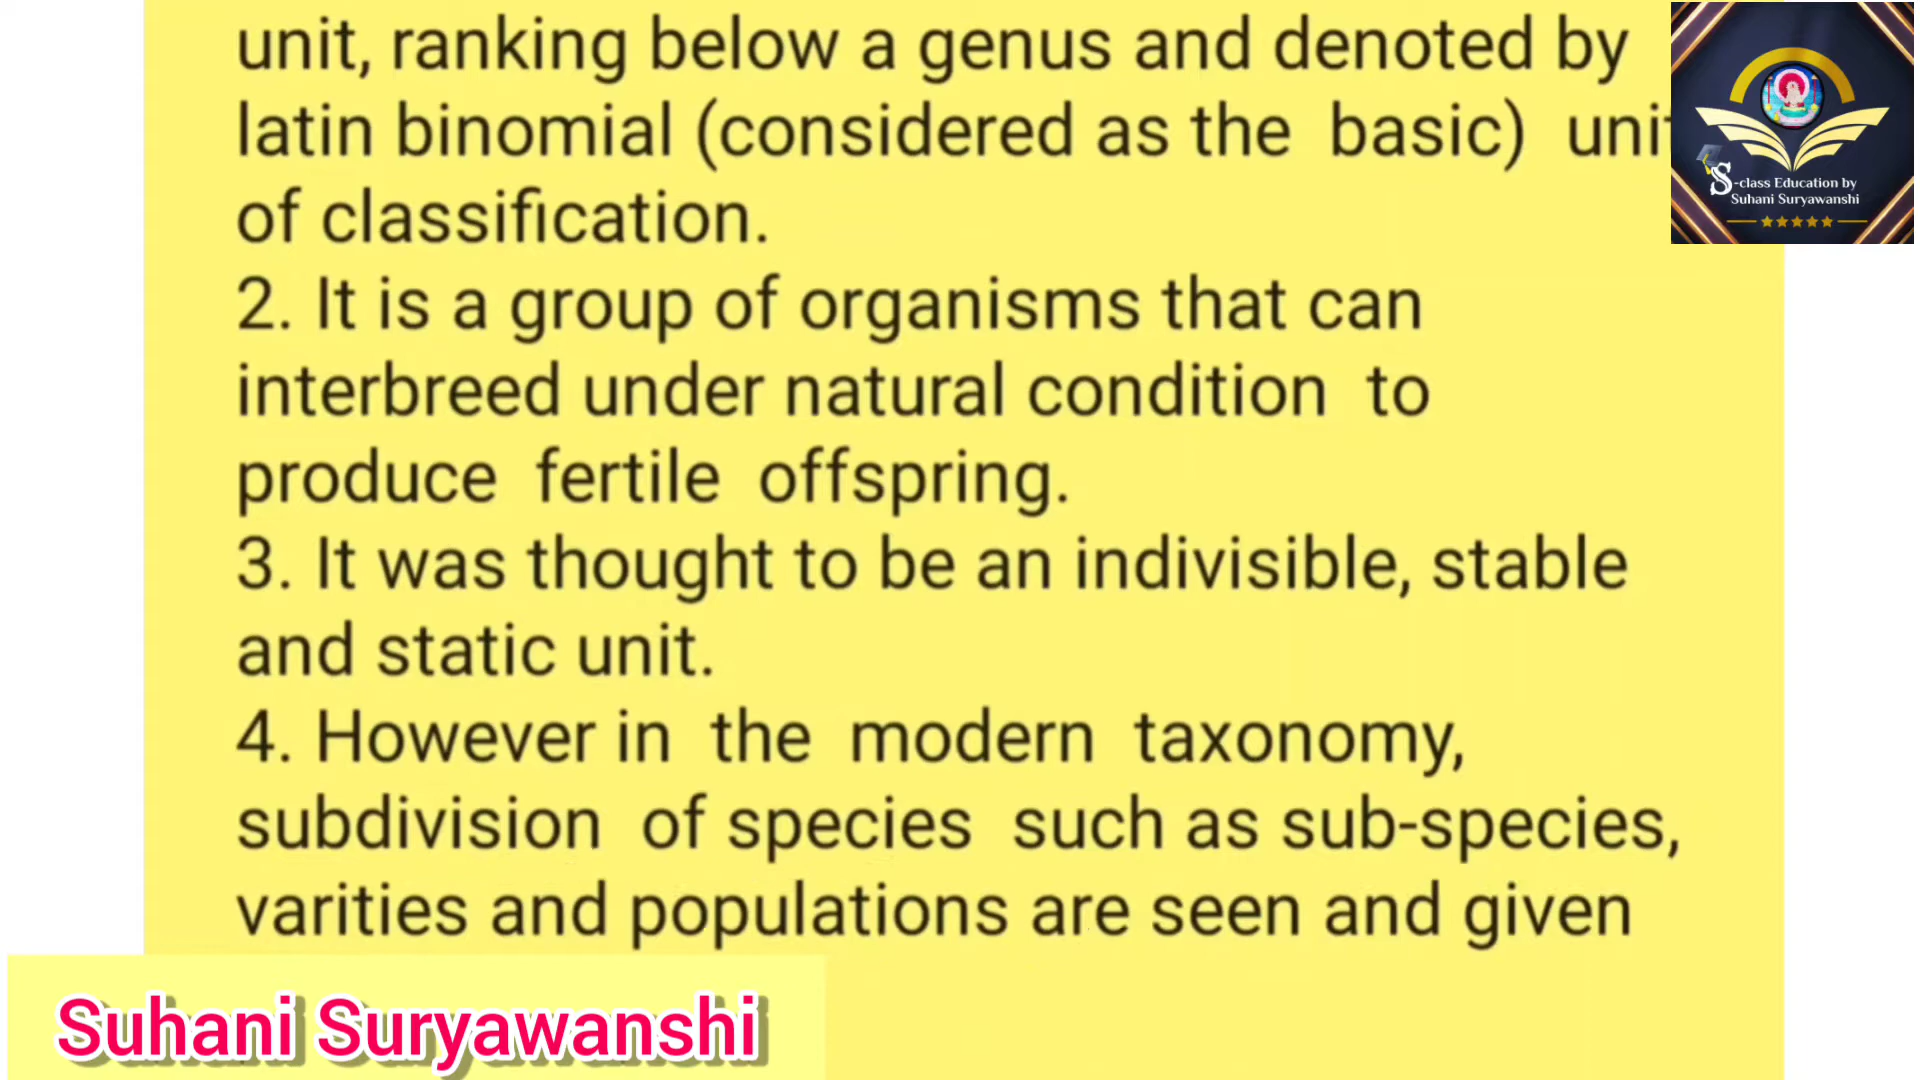 unit, ranking below a genus and denoted by
latin binomial (considered as the basic) unit
of classification.
2. It is a group of organisms that can
interbreed under natural condition to
produce fertile offspring.
3. It was thought to be an indivisible, stable
and static unit.
4. However in the modern taxonomy,
subdivision of species such as sub-species,
varities and populations are seen and given
S-class Education by
Suhani Suryawanshi
Suhani Suryawanshi